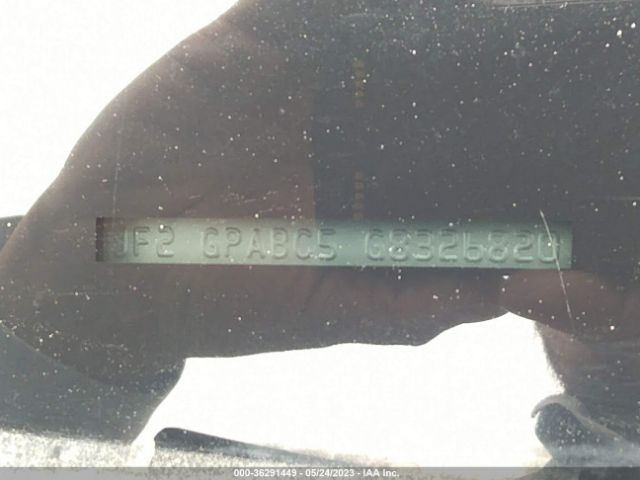 JF2 GPABC5 G8326820
000-36291449 - 05/24/2023 - IAA Inc.